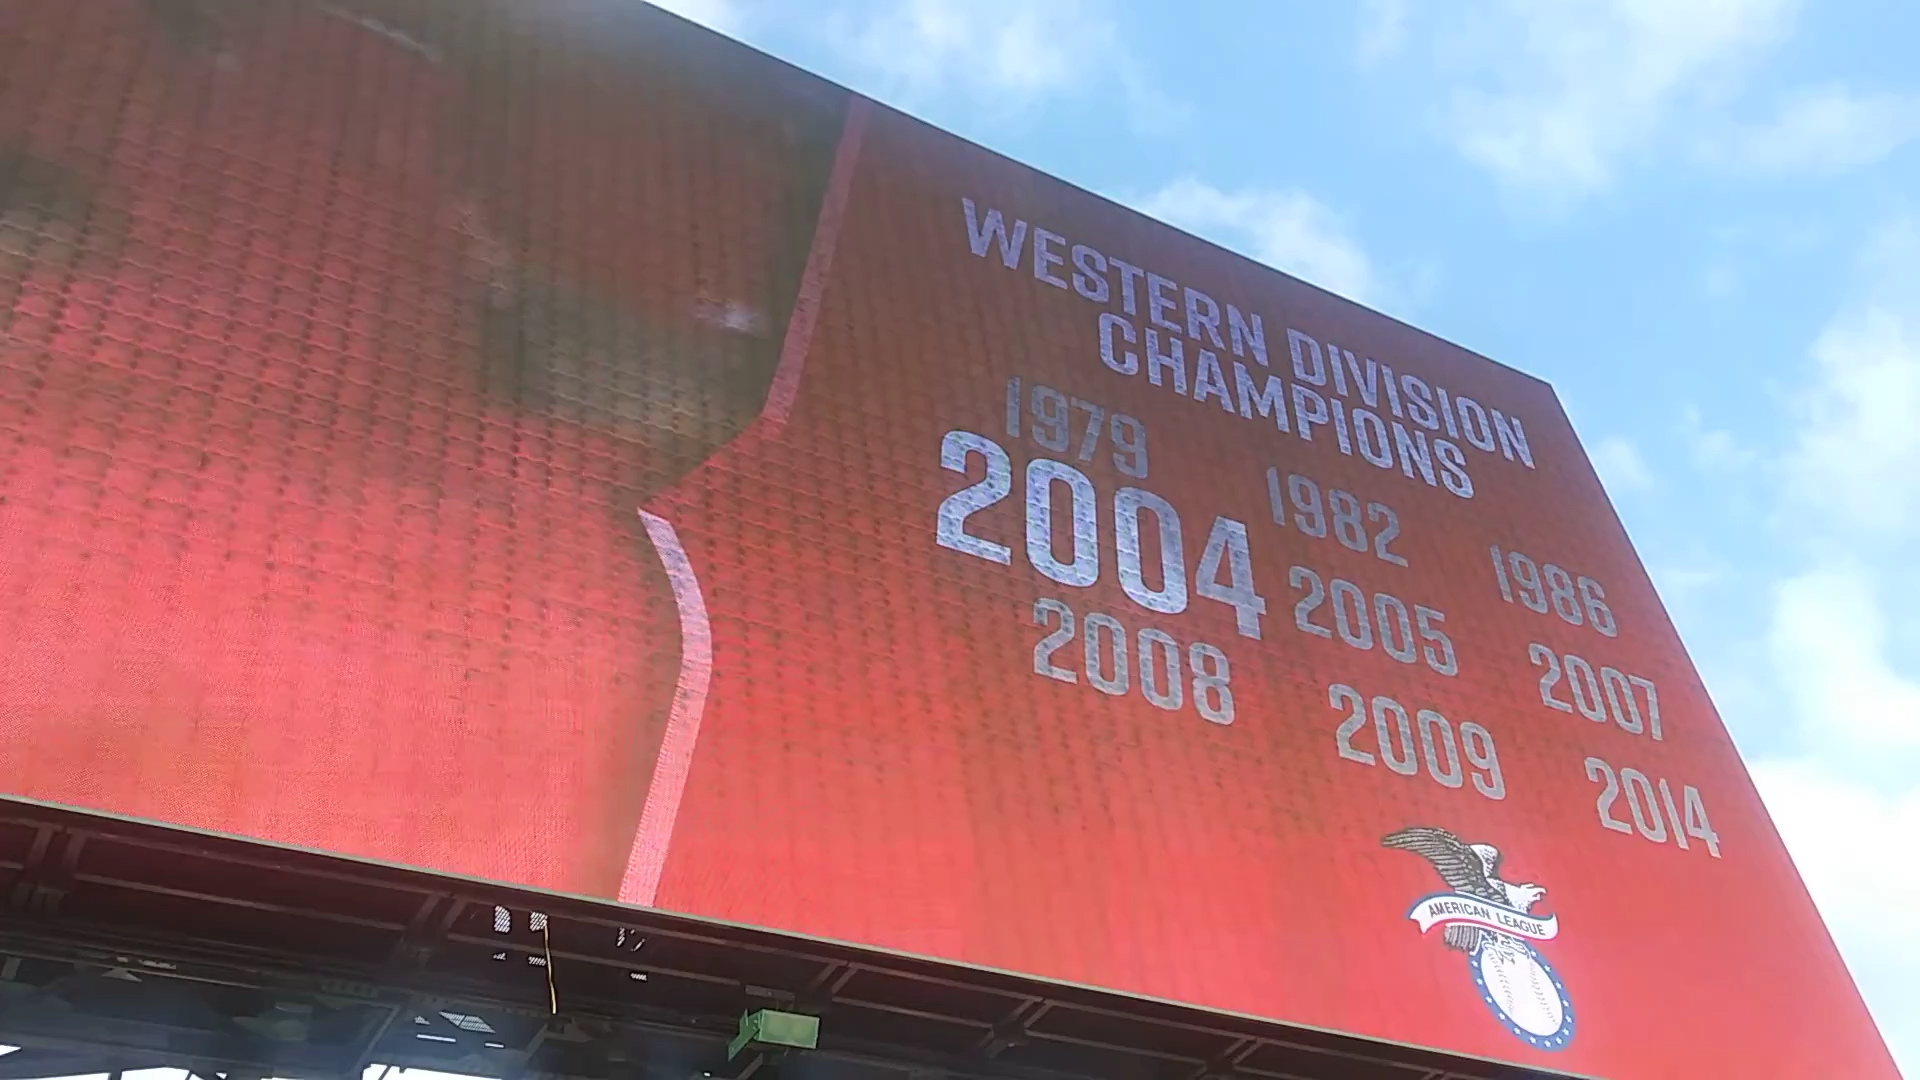 WESTERN DIVISION
CHAMPIONS
1979 1982 1986
2004 2005 2007
2008 2009 2014
AMERICAN LEAGUE